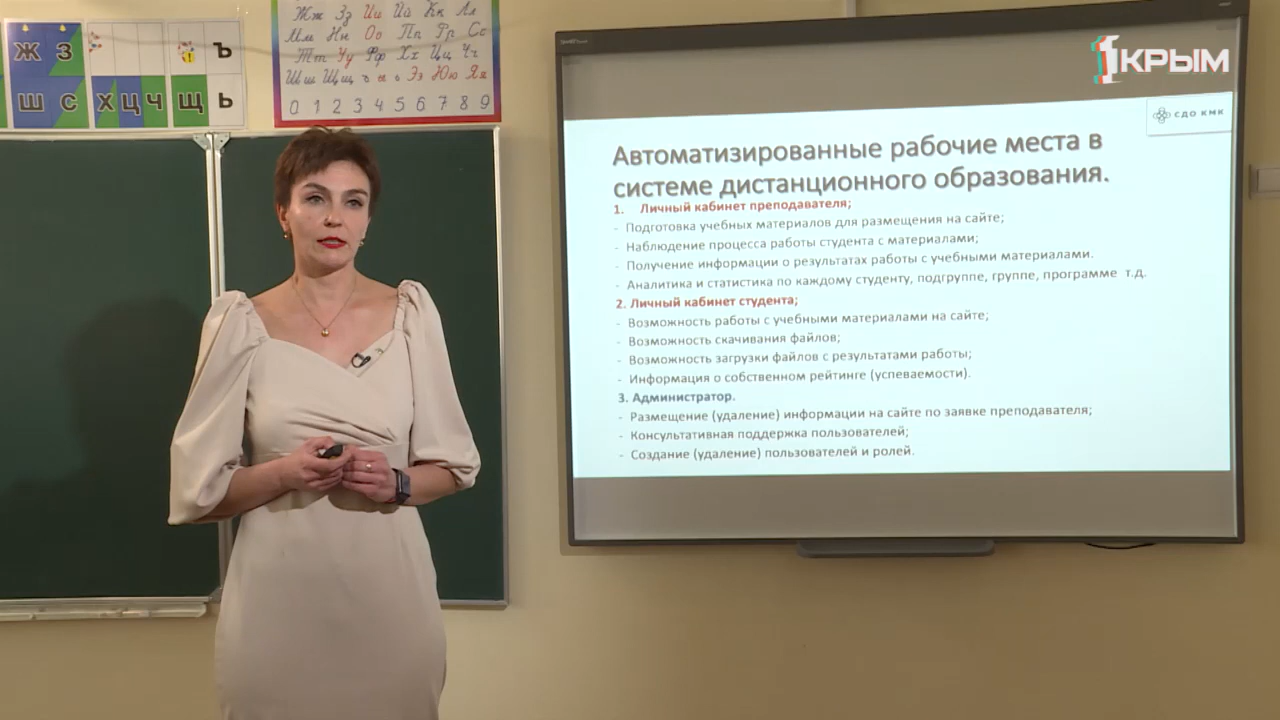 Ж З Ъ
Ш С Х Ц Ч Щ Ь
Жж Зз Ии Йй Кк Лл
Мм Нн Оо Пп Рр Сс
Тт Уу Фф Хх Цц Чч
Шш Щщ ъ ы ь Ээ Юю Яя
0 1 2 3 4 5 6 7 8 9
1КРЫМ
СДО КМК
Автоматизированные рабочие места в
системе дистанционного образования.
1. Личный кабинет преподавателя;
- Подготовка учебных материалов для размещения на сайте;
- Наблюдение процесса работы студента с материалами;
- Получение информации о результатах работы с учебными материалами.
- Аналитика и статистика по каждому студенту, подгруппе, группе, программе т.д.
2. Личный кабинет студента;
- Возможность работы с учебными материалами на сайте;
- Возможность скачивания файлов;
- Возможность загрузки файлов с результатами работы;
- Информация о собственном рейтинге (успеваемости).
3. Администратор.
- Размещение (удаление) информации на сайте по заявке преподавателя;
- Консультативная поддержка пользователей;
- Создание (удаление) пользователей и ролей.